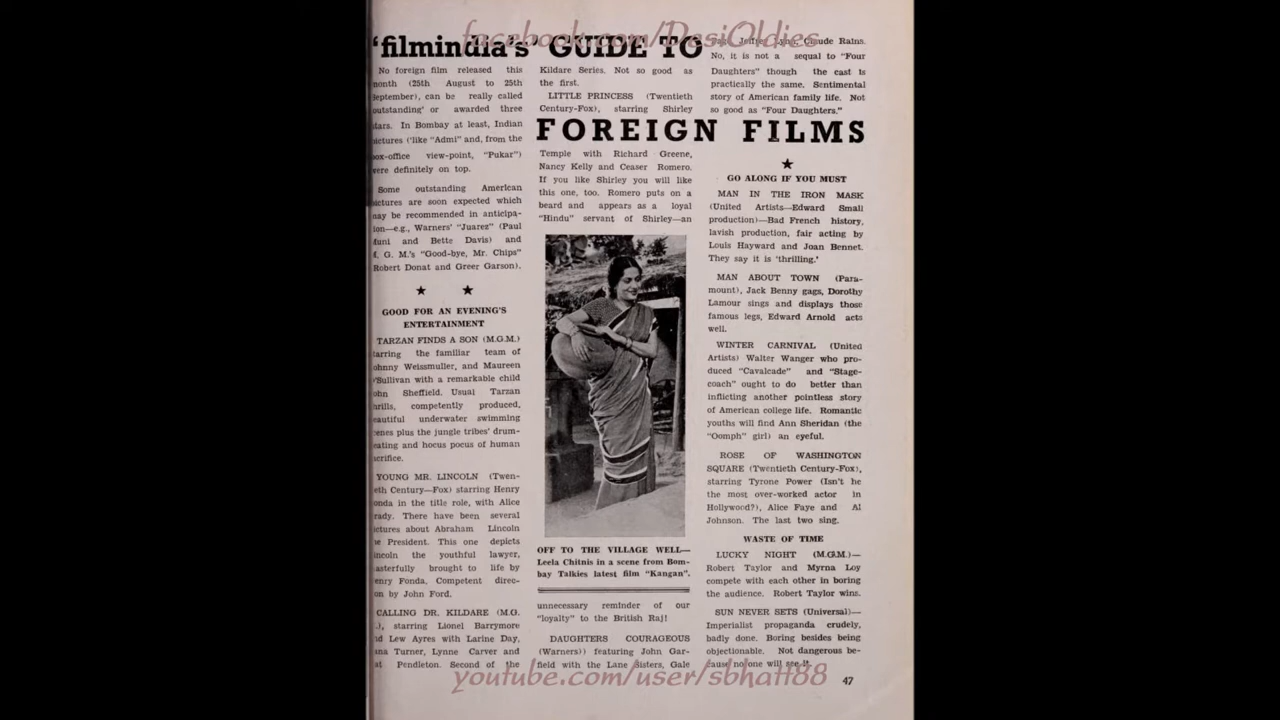 facebook.com/DesiOldies
‘filmindia’s’ GUIDE TO
FOREIGN FILMS
No foreign film released this
month (25th August to 25th
September), can be really called
outstanding’ or awarded three
stars. In Bombay at least, Indian
pictures (‘like “Admi” and, from the
box-office view-point, “Pukar”)
were definitely on top.
Some outstanding American
pictures are soon expected which
may be recommended in anticipa-
tion—e.g., Warners’ “Juarez” (Paul
Muni and Bette Davis) and
M. G. M.’s “Good-bye, Mr. Chips”
Robert Donat and Greer Garson).
★ ★
GOOD FOR AN EVENING’S
ENTERTAINMENT
TARZAN FINDS A SON (M.G.M.)
starring the familiar team of
Johnny Weissmuller, and Maureen
O’Sullivan with a remarkable child
John Sheffield. Usual Tarzan
thrills, competently produced,
beautiful underwater swimming
scenes plus the jungle tribes’ drum-
beating and hocus pocus of human
sacrifice.
YOUNG MR. LINCOLN (Twen-
tieth Century—Fox) starring Henry
Fonda in the title role, with Alice
Brady. There have been several
pictures about Abraham Lincoln
the President. This one depicts
Lincoln the youthful lawyer,
masterfully brought to life by
Henry Fonda. Competent direc-
tion by John Ford.
CALLING DR. KILDARE (M.G.
M.), starring Lionel Barrymore
and Lew Ayres with Larine Day,
Lana Turner, Lynne Carver and
Nat Pendleton. Second of the
Kildare Series. Not so good as
the first.
LITTLE PRINCESS (Twentieth
Century-Fox), starring Shirley
Temple with Richard Greene,
Nancy Kelly and Ceaser Romero.
If you like Shirley you will like
this one, too. Romero puts on a
beard and appears as a loyal
“Hindu” servant of Shirley—an
OFF TO THE VILLAGE WELL—
Leela Chitnis in a scene from Bom-
bay Talkies latest film “Kangan”.
unnecessary reminder of our
“loyalty” to the British Raj!
DAUGHTERS COURAGEOUS
(Warners)) featuring John Gar-
field with the Lane Sisters, Gale
Page, Jeffrey Lynn, Claude Rains.
No, it is not a sequal to “Four
Daughters” though the cast is
practically the same. Sentimental
story of American family life. Not
so good as “Four Daughters.”
★
GO ALONG IF YOU MUST
MAN IN THE IRON MASK
(United Artists—Edward Small
production)—Bad French history,
lavish production, fair acting by
Louis Hayward and Joan Bennet.
They say it is ‘thrilling.’
MAN ABOUT TOWN (Para-
mount), Jack Benny gags, Dorothy
Lamour sings and displays those
famous legs, Edward Arnold acts
well.
WINTER CARNIVAL (United
Artists) Walter Wanger who pro-
duced “Cavalcade” and “Stage-
coach” ought to do better than
inflicting another pointless story
of American college life. Romantic
youths will find Ann Sheridan (the
“Oomph” girl) an eyeful.
ROSE OF WASHINGTON
SQUARE (Twentieth Century-Fox),
starring Tyrone Power (Isn’t he
the most over-worked actor in
Hollywood?), Alice Faye and Al
Johnson. The last two sing.
WASTE OF TIME
LUCKY NIGHT (M.G.M.)—
Robert Taylor and Myrna Loy
compete with each other in boring
the audience. Robert Taylor wins.
SUN NEVER SETS (Universal)—
Imperialist propaganda crudely,
badly done. Boring besides being
objectionable. Not dangerous be-
cause no one will see it.
youtube.com/user/sbhatt88
47